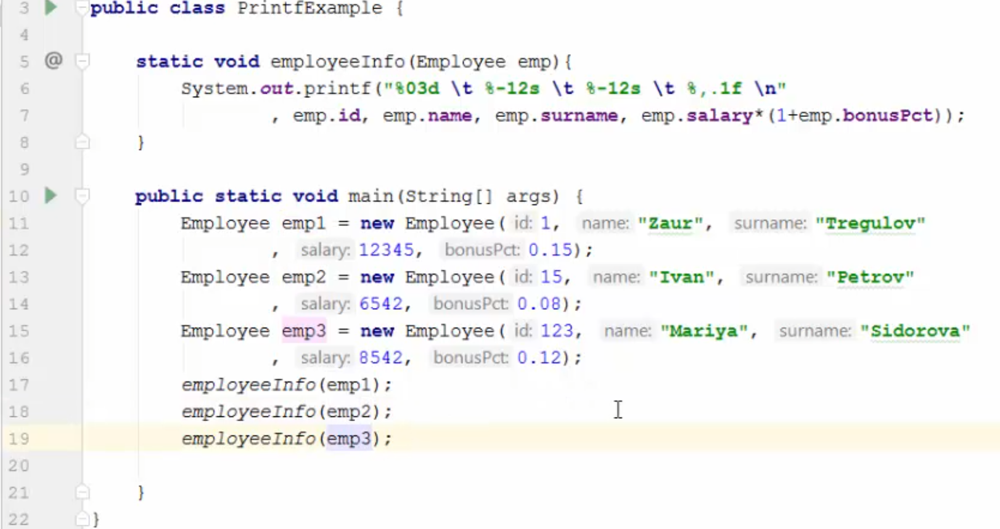 3 public class PrintfExample {
4
5 @ static void employeeInfo(Employee emp){
6 System.out.printf("%03d \t %-12s \t %-12s \t %,.1f \n"
7 , emp.id, emp.name, emp.surname, emp.salary*(1+emp.bonusPct));
8 }
9
10 public static void main(String[] args) {
11 Employee emp1 = new Employee( id: 1, name: "Zaur", surname: "Tregulov"
12 , salary: 12345, bonusPct: 0.15);
13 Employee emp2 = new Employee( id: 15, name: "Ivan", surname: "Petrov"
14 , salary: 6542, bonusPct: 0.08);
15 Employee emp3 = new Employee( id: 123, name: "Mariya", surname: "Sidorova"
16 , salary: 8542, bonusPct: 0.12);
17 employeeInfo(emp1);
18 employeeInfo(emp2);
19 employeeInfo(emp3);
20
21 }
22 }